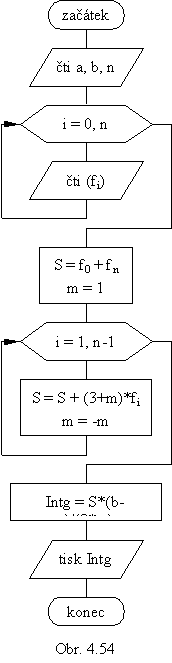 začátek
čti a, b, n
i = 0, n
čti (fi)
S = f0 + fn
m = 1
i = 1, n-1
S = S + (3+m)*fi
m = -m
Intg = S*(b-
tisk Intg
konec
Obr. 4.54